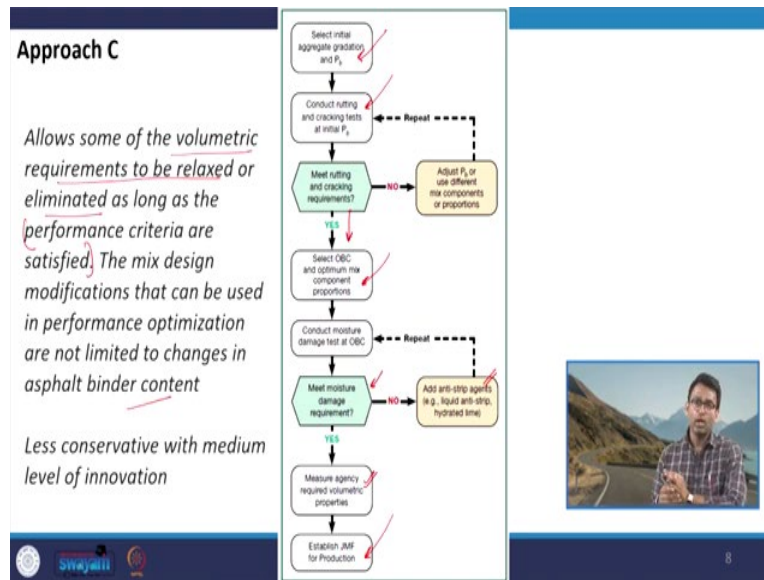 Approach C
Allows some of the volumetric
requirements to be relaxed or
eliminated as long as the
performance criteria are
satisfied. The mix design
modifications that can be used
in performance optimization
are not limited to changes in
asphalt binder content
Less conservative with medium
level of innovation
Select initial
aggregate gradation
and Pb
Conduct rutting
and cracking tests
at initial Pb
Repeat
Meet rutting
and cracking
requirements?
NO
Adjust Pb or
use different
mix components
or proportions
YES
Select OBC
and optimum mix
component
proportions
Conduct moisture
damage test at OBC
Repeat
Meet moisture
damage
requirement?
NO
Add anti-strip agents
(e.g., liquid anti-strip,
hydrated lime)
YES
Measure agency
required volumetric
properties
Establish JMF
for Production
swayam
8